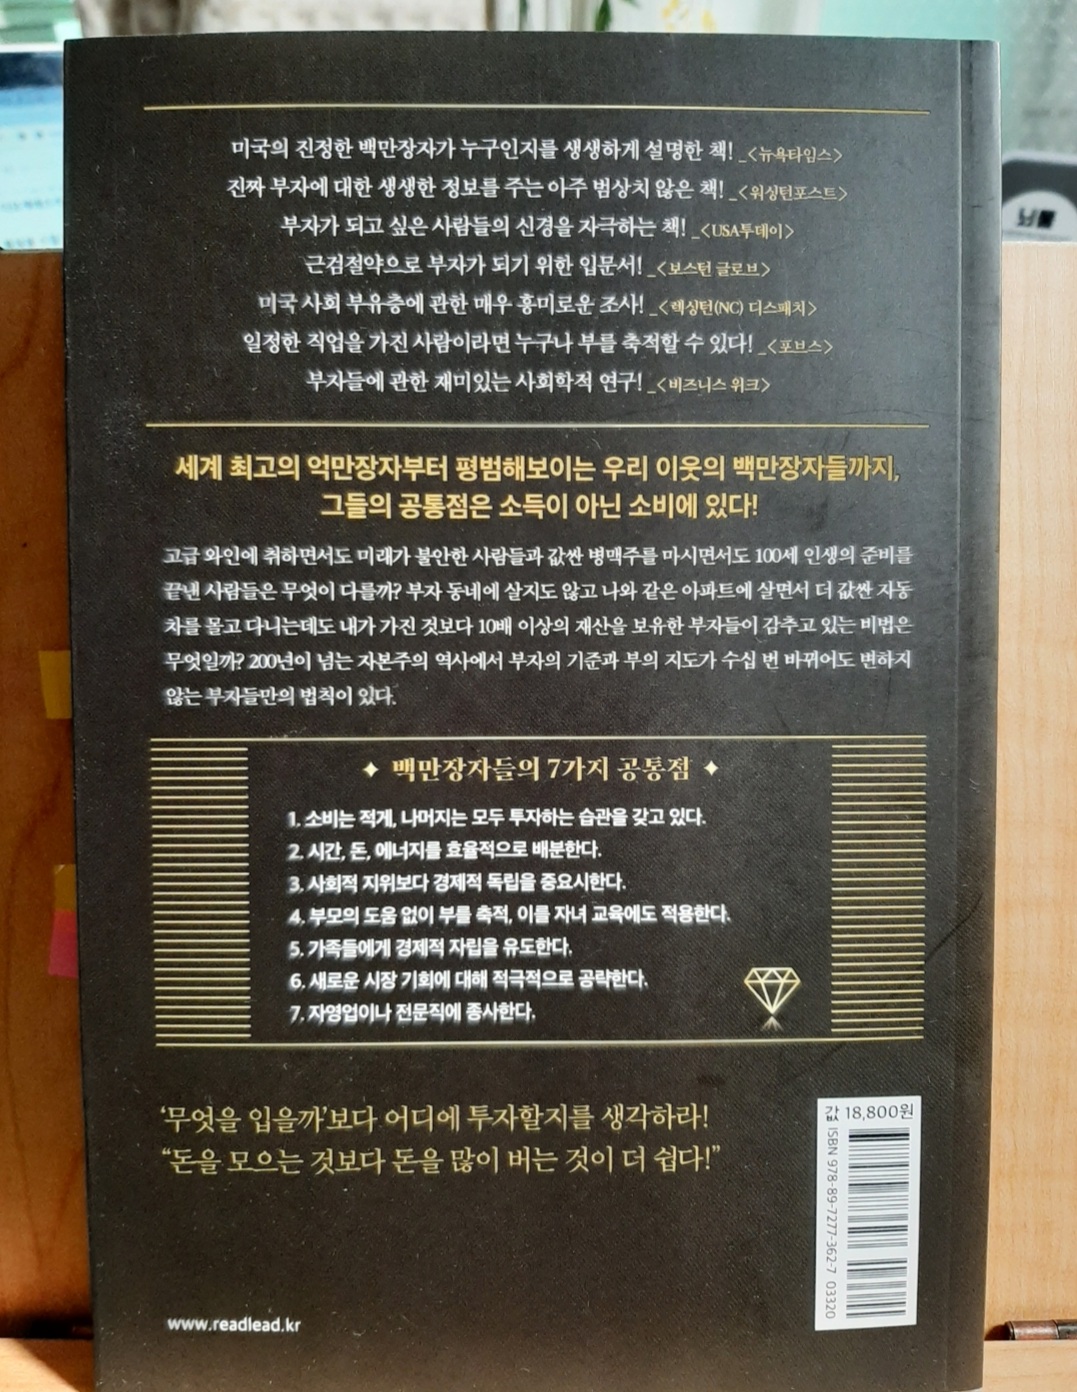 미국의 진정한 백만장자가 누구인지를 생생하게 설명한 책! _<뉴욕타임스>
진짜 부자에 대한 생생한 정보를 주는 아주 범상치 않은 책! _<워싱턴포스트>
부자가 되고 싶은 사람들의 신경을 자극하는 책! _<USA투데이>
근검절약으로 부자가 되기 위한 입문서! _<보스턴 글로브>
미국 사회 부유층에 관한 매우 흥미로운 조사! _<렉싱턴(NC) 디스패치>
일정한 직업을 가진 사람이라면 누구나 부를 축적할 수 있다! _<포브스>
부자들에 관한 재미있는 사회학적 연구! _<비즈니스 위크>
세계 최고의 억만장자부터 평범해보이는 우리 이웃의 백만장자들까지,
그들의 공통점은 소득이 아닌 소비에 있다!
고급 와인에 취하면서도 미래가 불안한 사람들과 값싼 병맥주를 마시면서도 100세 인생의 준비를
끝낸 사람들은 무엇이 다를까? 부자 동네에 살지도 않고 나와 같은 아파트에 살면서 더 값싼 자동
차를 몰고 다니는데도 내가 가진 것보다 10배 이상의 재산을 보유한 부자들이 감추고 있는 비법은
무엇일까? 200년이 넘는 자본주의 역사에서 부자의 기준과 부의 지도가 수십 번 바뀌어도 변하지
않는 부자들만의 법칙이 있다.
백만장자들의 7가지 공통점
1. 소비는 적게, 나머지는 모두 투자하는 습관을 갖고 있다.
2. 시간, 돈, 에너지를 효율적으로 배분한다.
3. 사회적 지위보다 경제적 독립을 중요시한다.
4. 부모의 도움 없이 부를 축적, 이를 자녀 교육에도 적용한다.
5. 가족들에게 경제적 자립을 유도한다.
6. 새로운 시장 기회에 대해 적극적으로 공략한다.
7. 자영업이나 전문직에 종사한다.
‘무엇을 입을까’보다 어디에 투자할지를 생각하라!
“돈을 모으는 것보다 돈을 많이 버는 것이 더 쉽다!”
값 18,800원
ISBN 978-89-7277-362-7 03320
www.readlead.kr